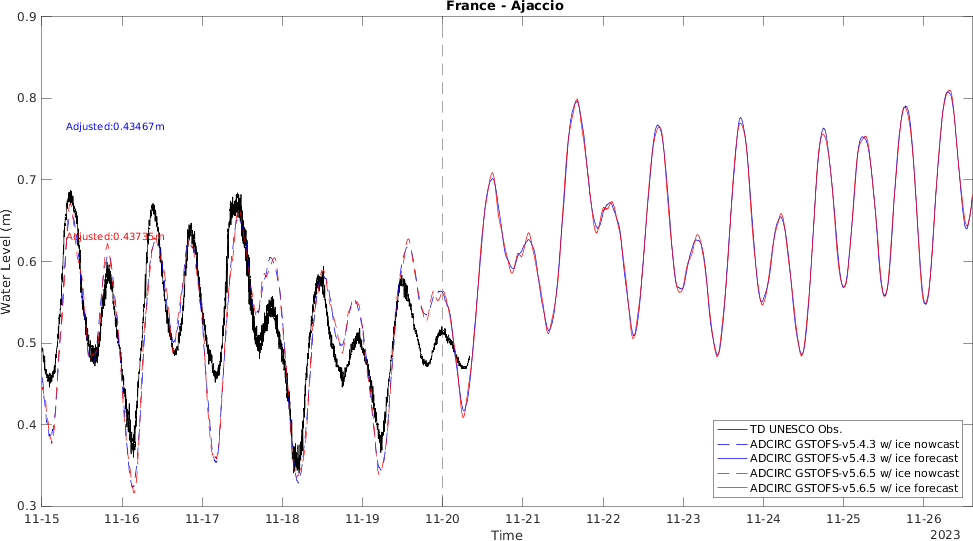 France - Ajaccio
0.9
0.8
0.7
0.6
0.5
0.4
0.3
Water Level (m)
Adjusted:0.43467m
Adjusted:0.43735m
TD UNESCO Obs.
ADCIRC GSTOFS-v5.4.3 w/ ice nowcast
ADCIRC GSTOFS-v5.4.3 w/ ice forecast
ADCIRC GSTOFS-v5.6.5 w/ ice nowcast
ADCIRC GSTOFS-v5.6.5 w/ ice forecast
11-15 11-16 11-17 11-18 11-19 11-20 11-21 11-22 11-23 11-24 11-25 11-26
Time
2023